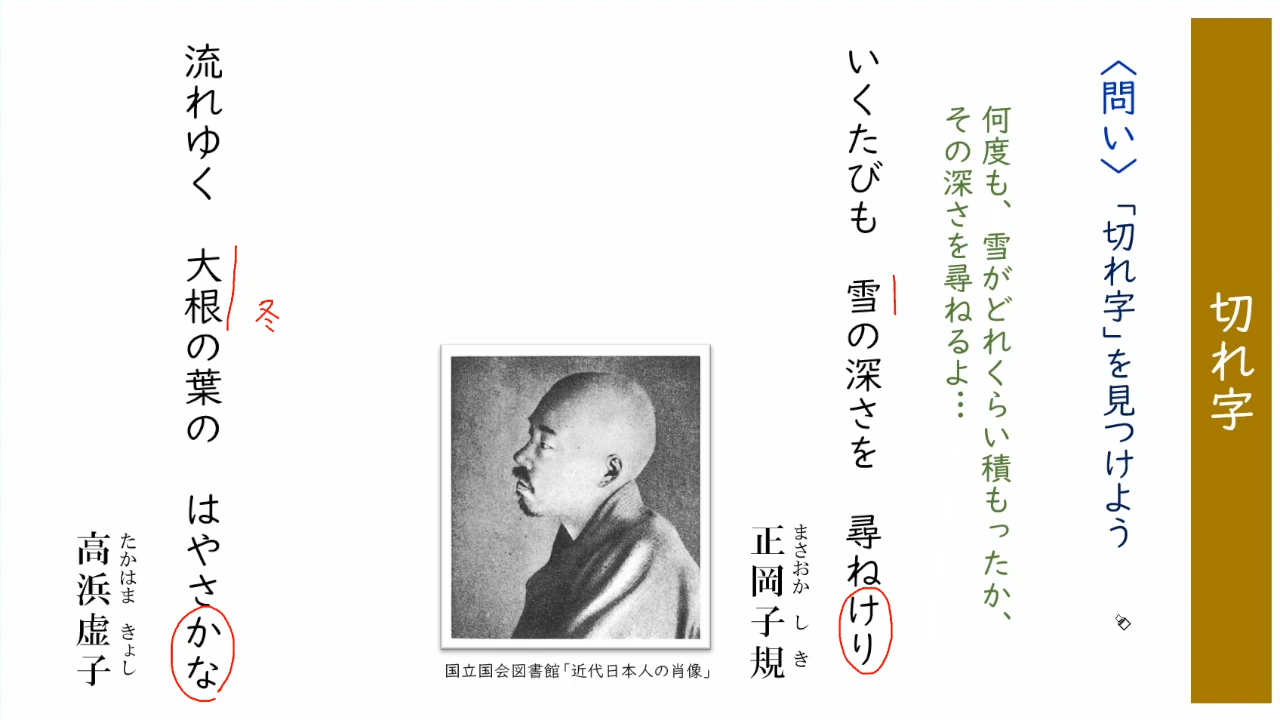 切れ字
〈問い〉「切れ字」を見つけよう
何度も、雪がどれくらい積もったか、
その深さを尋ねるよ…
いくたびも　雪の深さを　尋ねけり
まさおか　し　き
正岡子規
国立国会図書館「近代日本人の肖像」
冬
流れゆく　大根の葉の　はやさかな
たかはま　きょし
高浜虚子